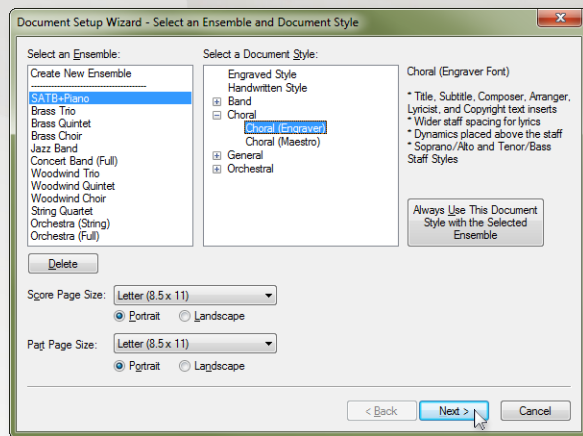 Document Setup Wizard - Select an Ensemble and Document Style
Select an Ensemble:
Create New Ensemble
------------------------------------
SATB+Piano
Brass Trio
Brass Quintet
Brass Choir
Jazz Band
Concert Band (Full)
Woodwind Trio
Woodwind Quintet
Woodwind Choir
String Quartet
Orchestra (String)
Orchestra (Full)
Delete
Select a Document Style:
Engraved Style
Handwritten Style
Band
Choral
Choral (Engraver)
Choral (Maestro)
General
Orchestral
Choral (Engraver Font)
* Title, Subtitle, Composer, Arranger,
Lyricist, and Copyright text inserts
* Wider staff spacing for lyrics
* Dynamics placed above the staff
* Soprano/Alto and Tenor/Bass
Staff Styles
Always Use This Document
Style with the Selected
Ensemble
Score Page Size: Letter (8.5 x 11)
Portrait Landscape
Part Page Size: Letter (8.5 x 11)
Portrait Landscape
< Back Next > Cancel